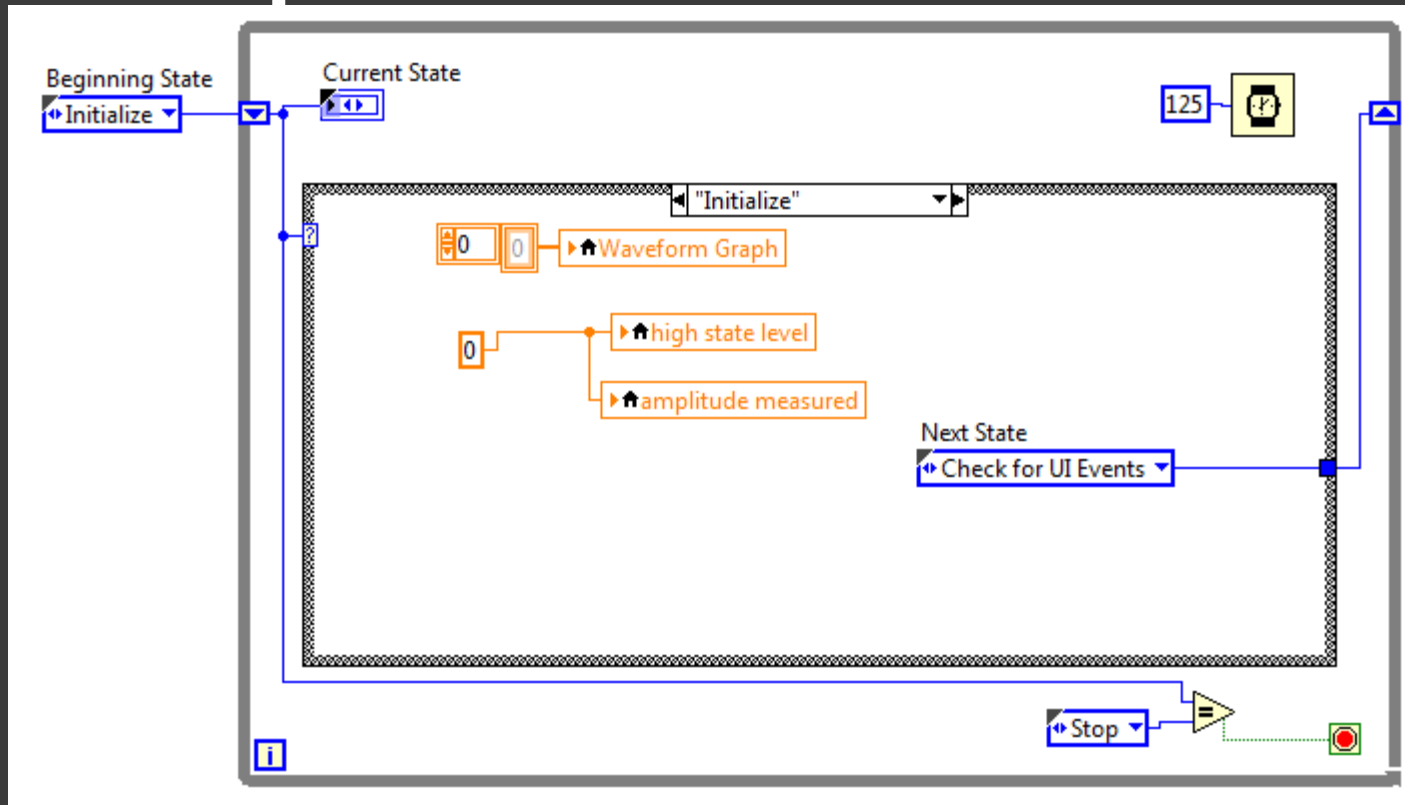 Beginning State
Initialize
Current State
125
"Initialize"
?
0
0
Waveform Graph
0
high state level
amplitude measured
Next State
Check for UI Events
=
Stop
i